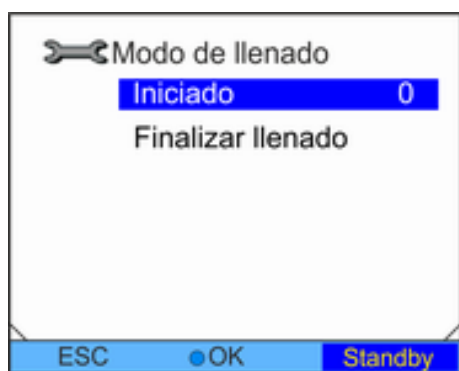 Modo de llenado
Iniciado 0
Finalizar llenado
ESC OK Standby